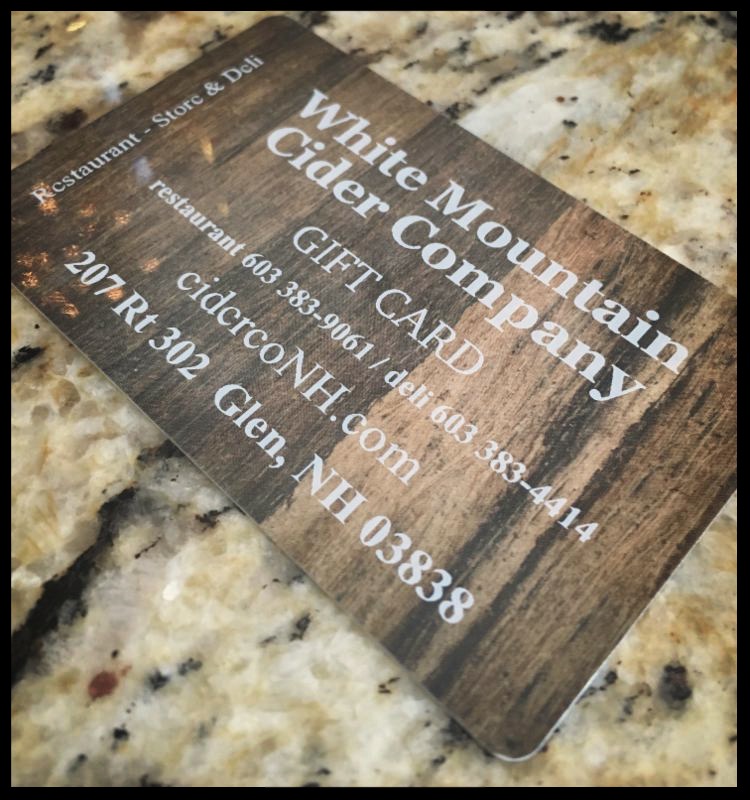 White Mountain
Cider Company
GIFT CARD
restaurant 603 383-9061 / deli 603 383-4414
cidercoNH.com
207 Rt 302 Glen, NH 03838
Restaurant - Store & Deli